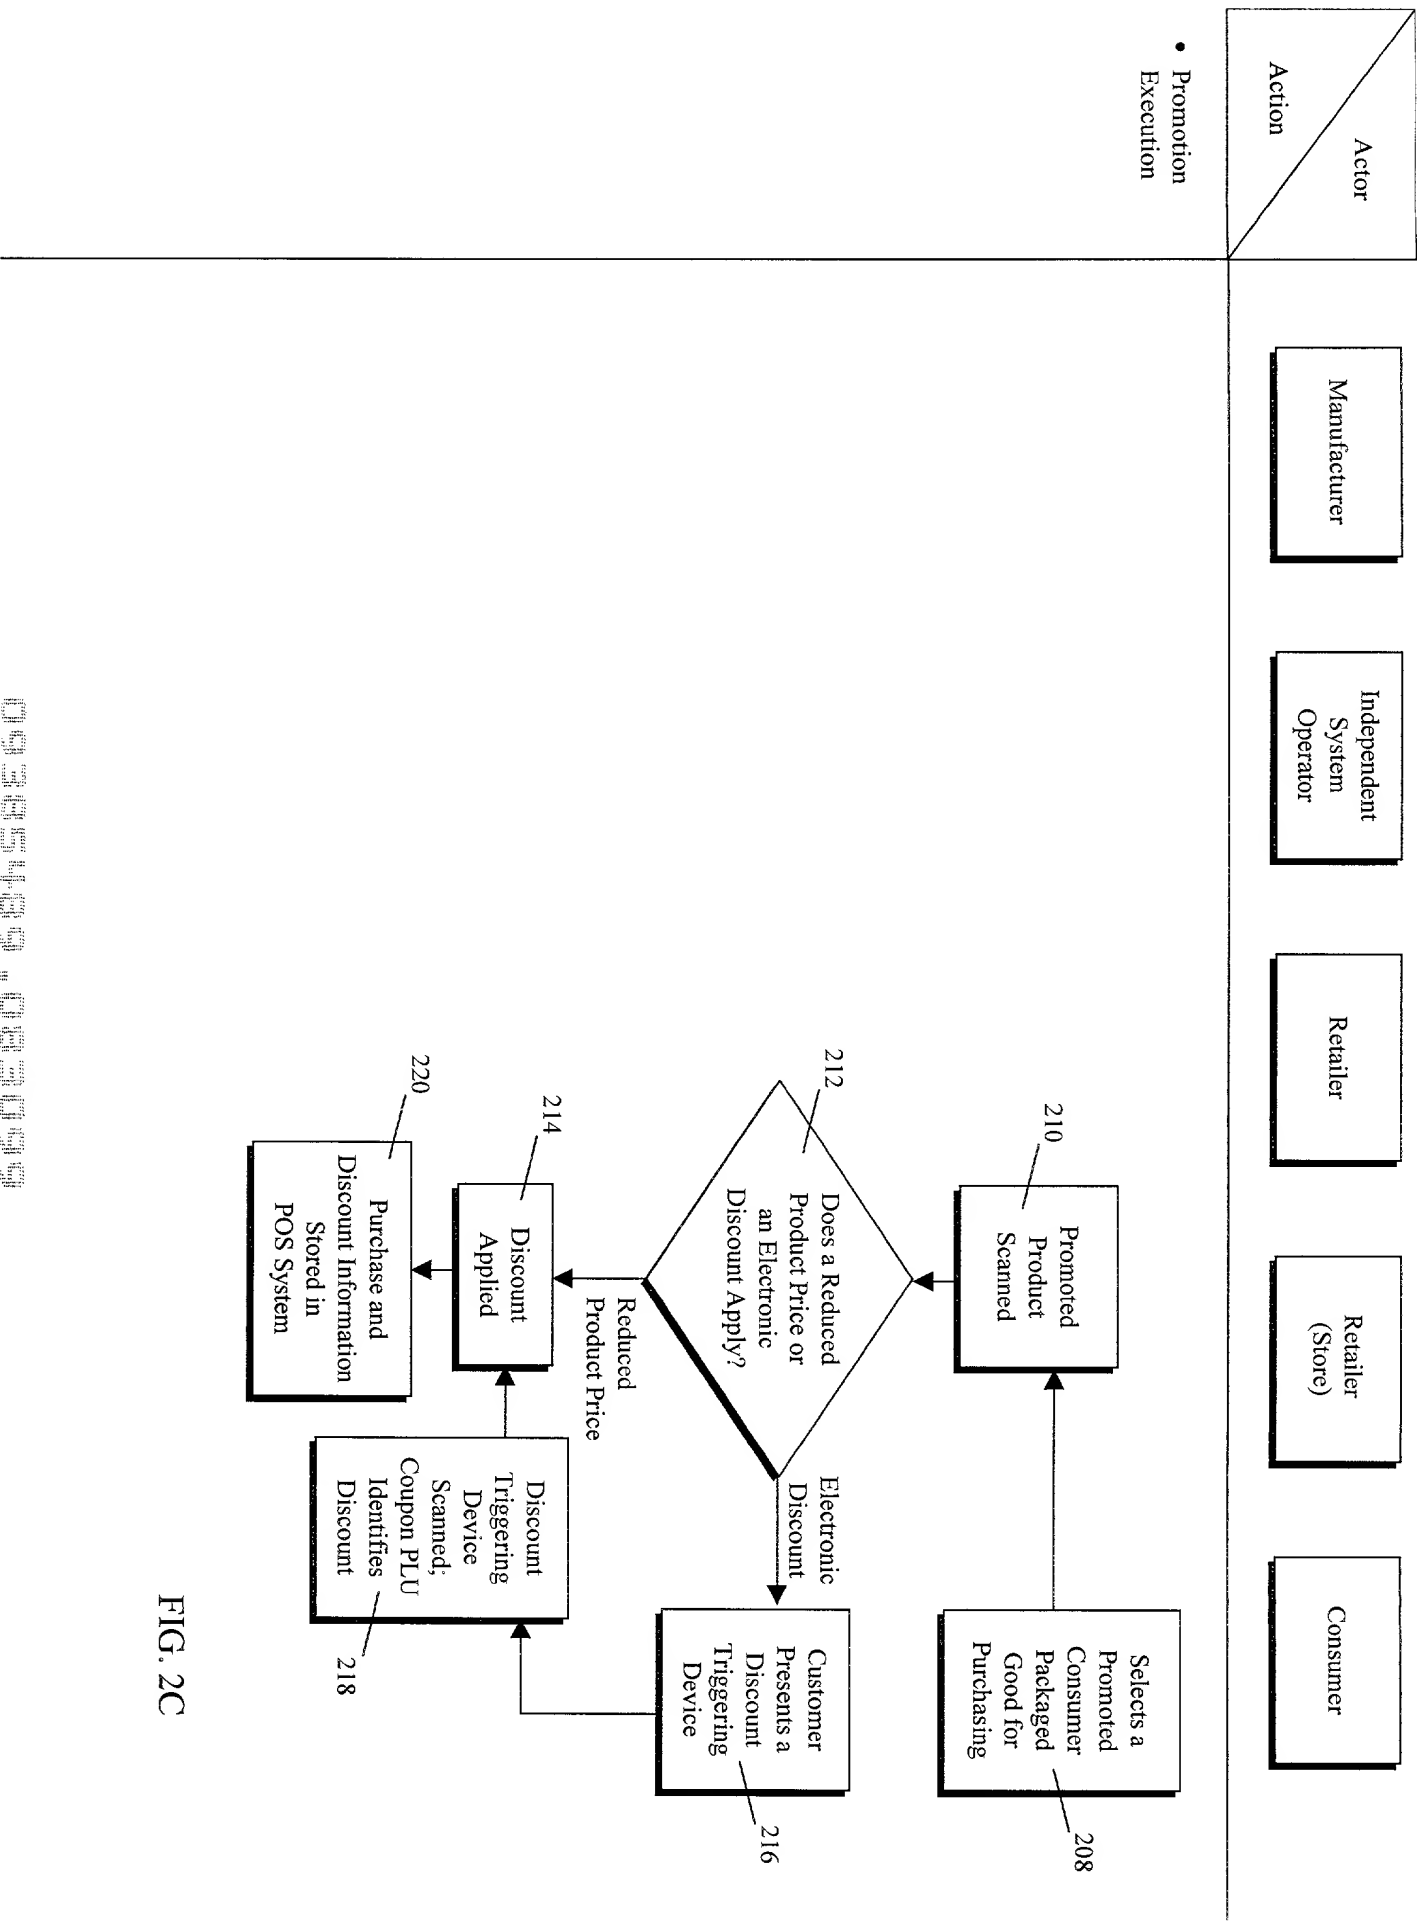 Actor
Action
Manufacturer
Independent
System
Operator
Retailer
Retailer
(Store)
Consumer
• Promotion
Execution
Selects a
Promoted
Consumer
Packaged
Good for
Purchasing
208
210
Promoted
Product
Scanned
212
Does a Reduced
Product Price or
an Electronic
Discount Apply?
Electronic
Discount
Customer
Presents a
Discount
Triggering
Device
216
Reduced
Product Price
214
Discount
Applied
Discount
Triggering
Device
Scanned;
Coupon PLU
Identifies
Discount
218
220
Purchase and
Discount Information
Stored in
POS System
FIG. 2C